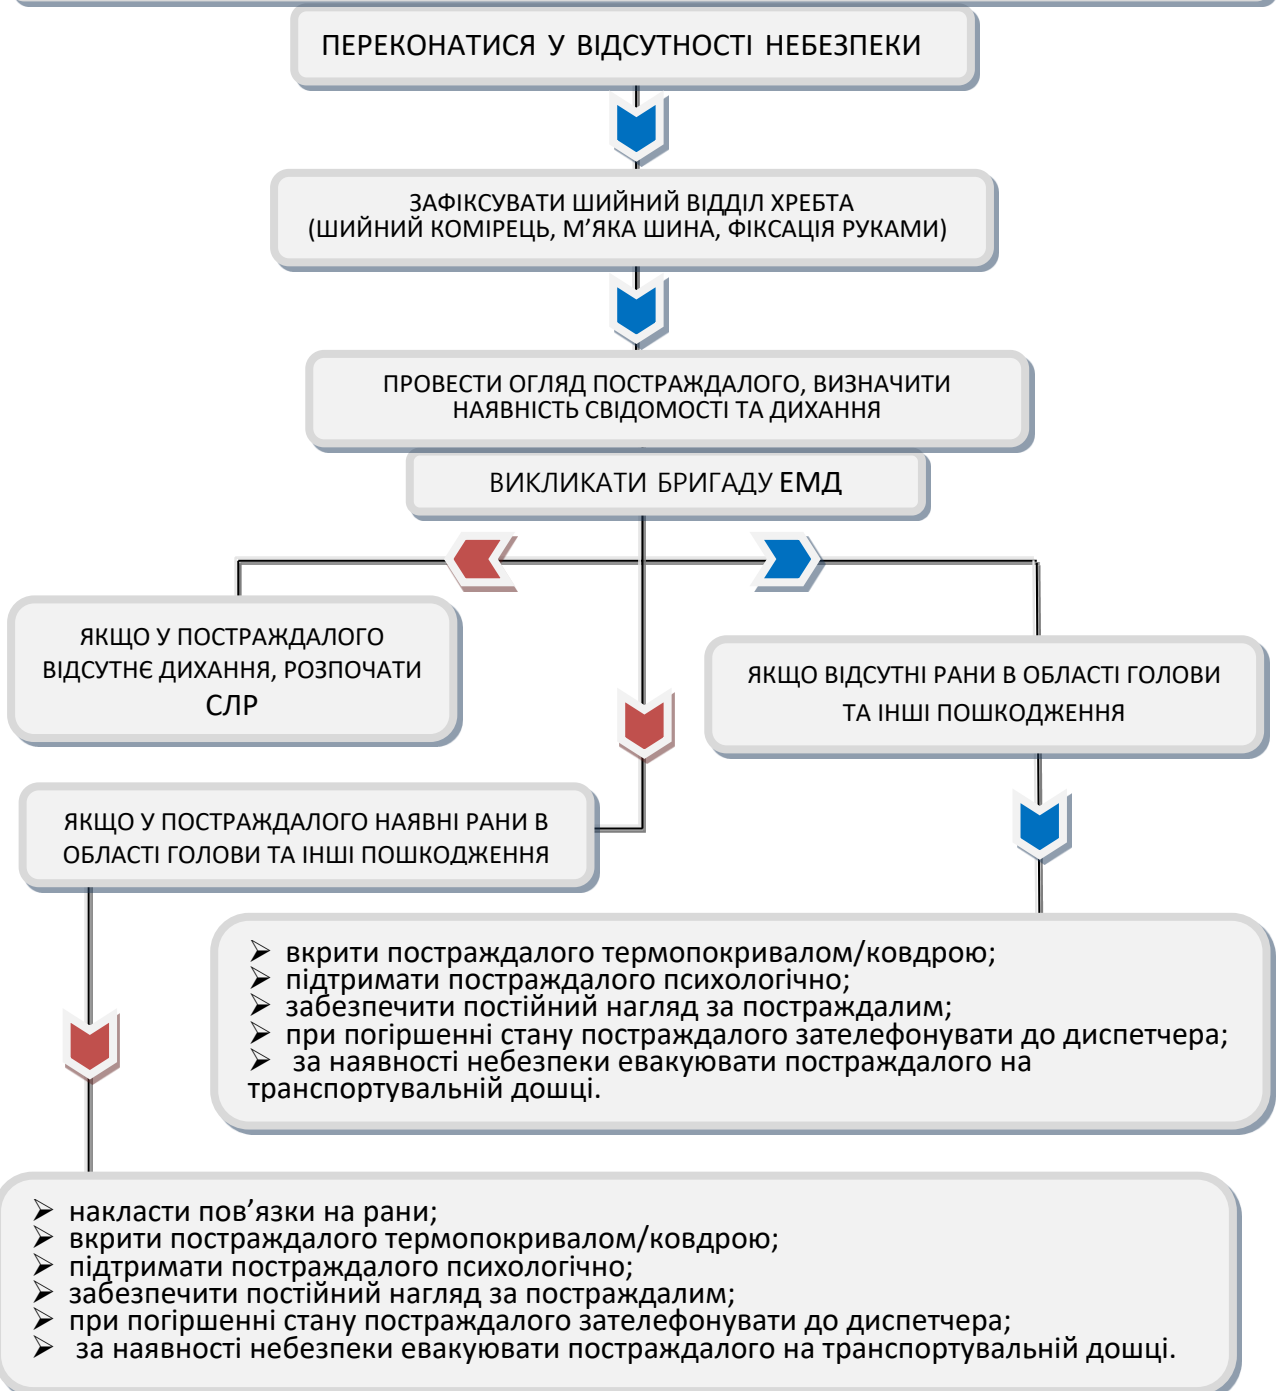 ПЕРЕКОНАТИСЯ У ВІДСУТНОСТІ НЕБЕЗПЕКИ
ЗАФІКСУВАТИ ШИЙНИЙ ВІДДІЛ ХРЕБТА
(ШИЙНИЙ КОМІРЕЦЬ, М’ЯКА ШИНА, ФІКСАЦІЯ РУКАМИ)
ПРОВЕСТИ ОГЛЯД ПОСТРАЖДАЛОГО, ВИЗНАЧИТИ
НАЯВНІСТЬ СВІДОМОСТІ ТА ДИХАННЯ
ВИКЛИКАТИ БРИГАДУ ЕМД
ЯКЩО У ПОСТРАЖДАЛОГО
ВІДСУТНЄ ДИХАННЯ, РОЗПОЧАТИ
СЛР
ЯКЩО ВІДСУТНІ РАНИ В ОБЛАСТІ ГОЛОВИ
ТА ІНШІ ПОШКОДЖЕННЯ
ЯКЩО У ПОСТРАЖДАЛОГО НАЯВНІ РАНИ В
ОБЛАСТІ ГОЛОВИ ТА ІНШІ ПОШКОДЖЕННЯ
➢ вкрити постраждалого термопокривалом/ковдрою;
➢ підтримати постраждалого психологічно;
➢ забезпечити постійний нагляд за постраждалим;
➢ при погіршенні стану постраждалого зателефонувати до диспетчера;
➢ за наявності небезпеки евакуювати постраждалого на
транспортувальній дошці.
➢ накласти пов’язки на рани;
➢ вкрити постраждалого термопокривалом/ковдрою;
➢ підтримати постраждалого психологічно;
➢ забезпечити постійний нагляд за постраждалим;
➢ при погіршенні стану постраждалого зателефонувати до диспетчера;
➢ за наявності небезпеки евакуювати постраждалого на транспортувальній дошці.